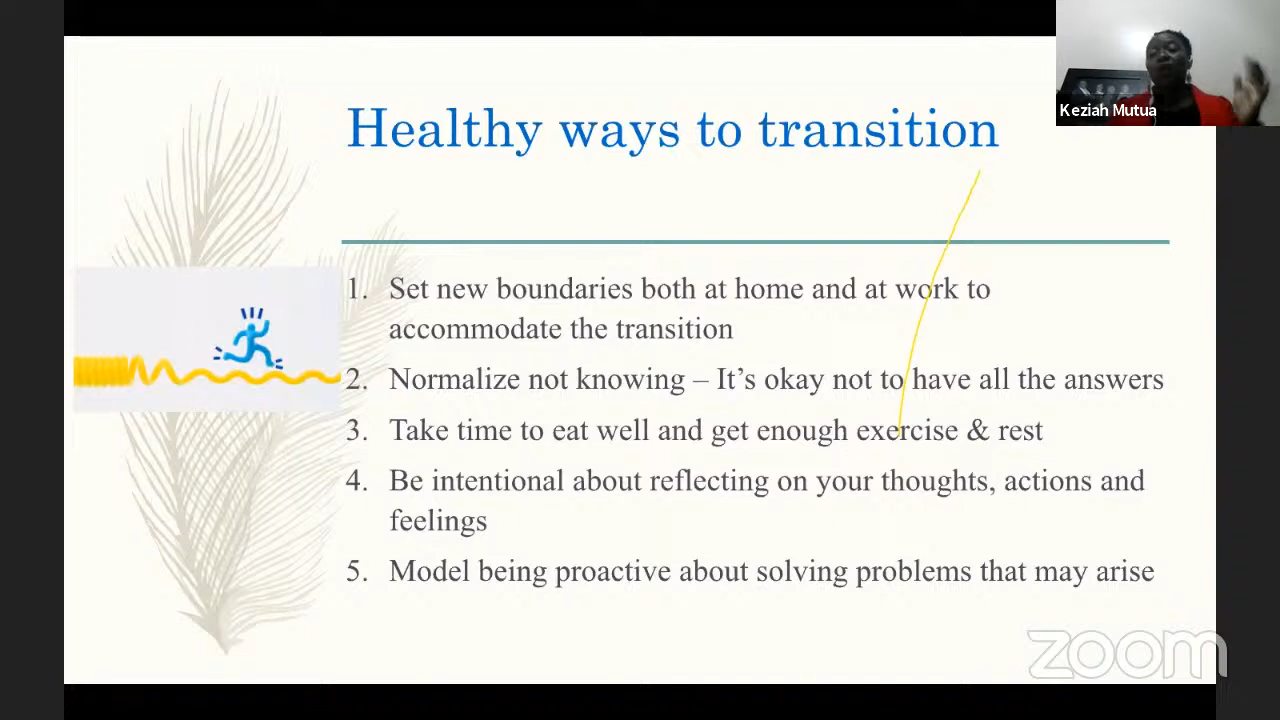 Keziah Mutua
Healthy ways to transition
1. Set new boundaries both at home and at work to
accommodate the transition
2. Normalize not knowing – It’s okay not to have all the answers
3. Take time to eat well and get enough exercise & rest
4. Be intentional about reflecting on your thoughts, actions and
feelings
5. Model being proactive about solving problems that may arise
zoom